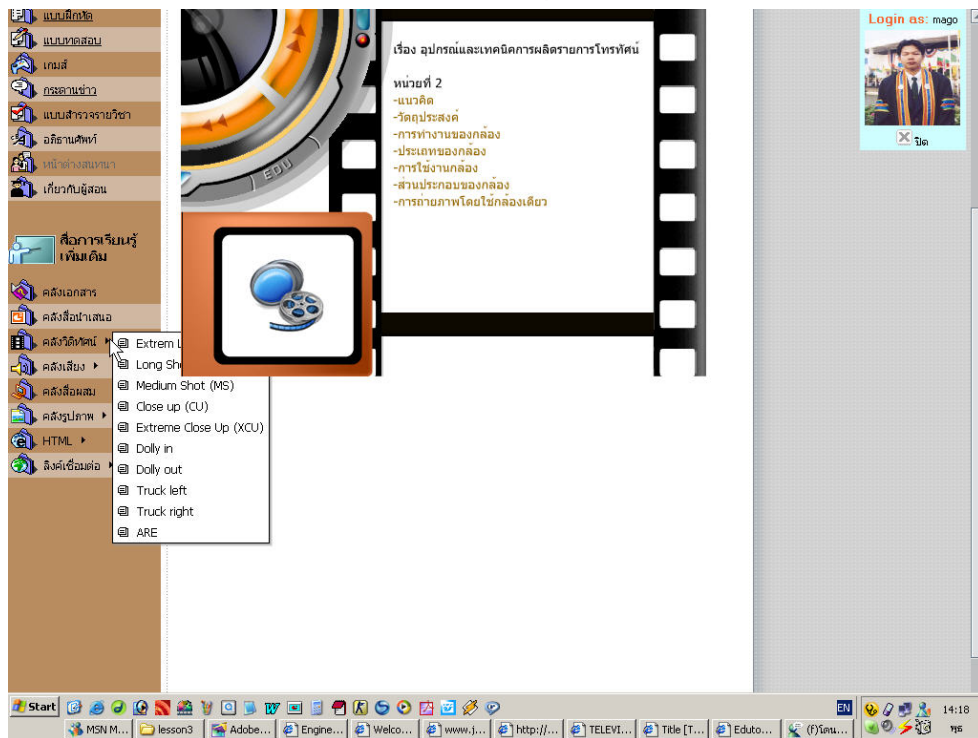 แบบฝึกหัด
แบบทดสอบ
เกมส์
กระดานข่าว
แบบสำรวจรายวิชา
อภิธานศัพท์
หน้าต่างสนทนา
เกี่ยวกับผู้สอน
สื่อการเรียนรู้
เพิ่มเติม
คลังเอกสาร
คลังสื่อนำเสนอ
คลังวิดีทัศน์
คลังเสียง
คลังสื่อผสม
คลังรูปภาพ
HTML
ลิงค์เชื่อมต่อ
Extrem L
Long Sh
Medium Shot (MS)
Close up (CU)
Extreme Close Up (XCU)
Dolly in
Dolly out
Truck left
Truck right
ARE
EDU
เรื่อง อุปกรณ์และเทคนิคการผลิตรายการโทรทัศน์
หน่วยที่ 2
-แนวคิด
-วัตถุประสงค์
-การทำงานของกล้อง
-ประเภทของกล้อง
-การใช้งานกล้อง
-ส่วนประกอบของกล้อง
-การถ่ายภาพโดยใช้กล้องเดียว
Login as: mago
ปิด
Start
EN
14:18
MSN M... lesson3 Adobe... Engine... Welco... www.j... http://... TELEVI... Title [T... Eduto...
พุธ